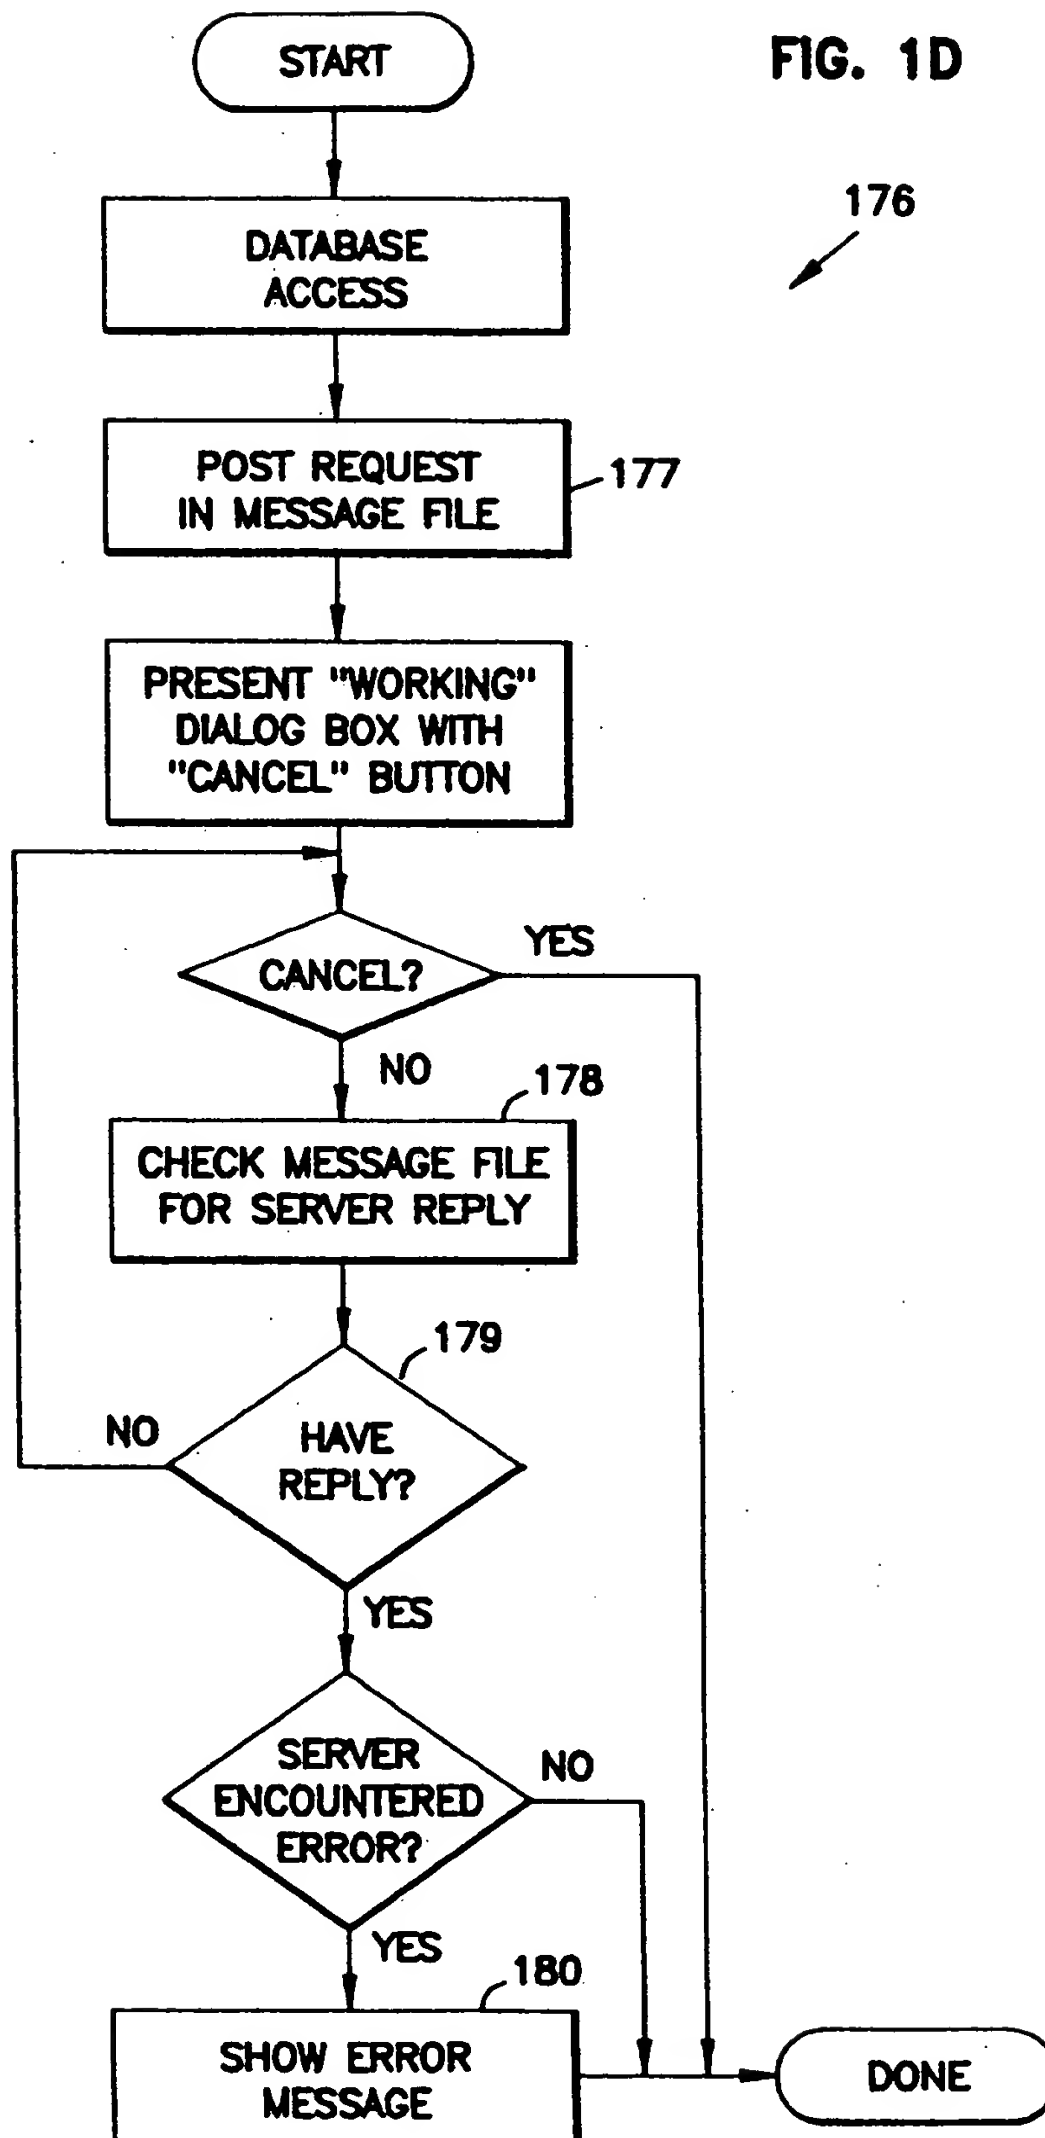 START
FIG. 1D
176
DATABASE
ACCESS
POST REQUEST
IN MESSAGE FILE
177
PRESENT "WORKING"
DIALOG BOX WITH
"CANCEL" BUTTON
CANCEL?
YES
NO
178
CHECK MESSAGE FILE
FOR SERVER REPLY
179
HAVE
REPLY?
NO
YES
SERVER
ENCOUNTERED
ERROR?
NO
YES
180
SHOW ERROR
MESSAGE
DONE